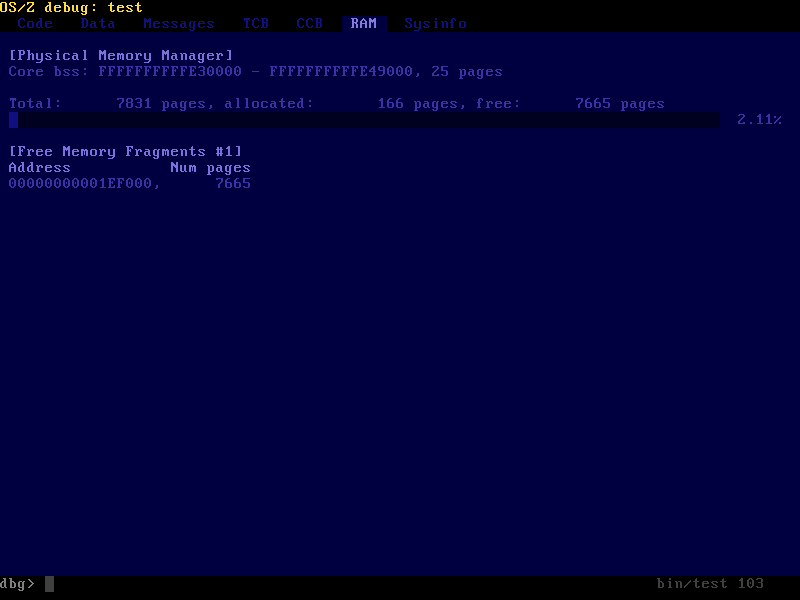 OS/Z debug: test
Code Data Messages TCB CCB RAM Sysinfo
[Physical Memory Manager]
Core bss: FFFFFFFFFFE30000 - FFFFFFFFFFE49000, 25 pages
Total: 7831 pages, allocated: 166 pages, free: 7665 pages
2.11%
[Free Memory Fragments #1]
Address Num pages
00000000001EF000, 7665
dbg> bin/test 103